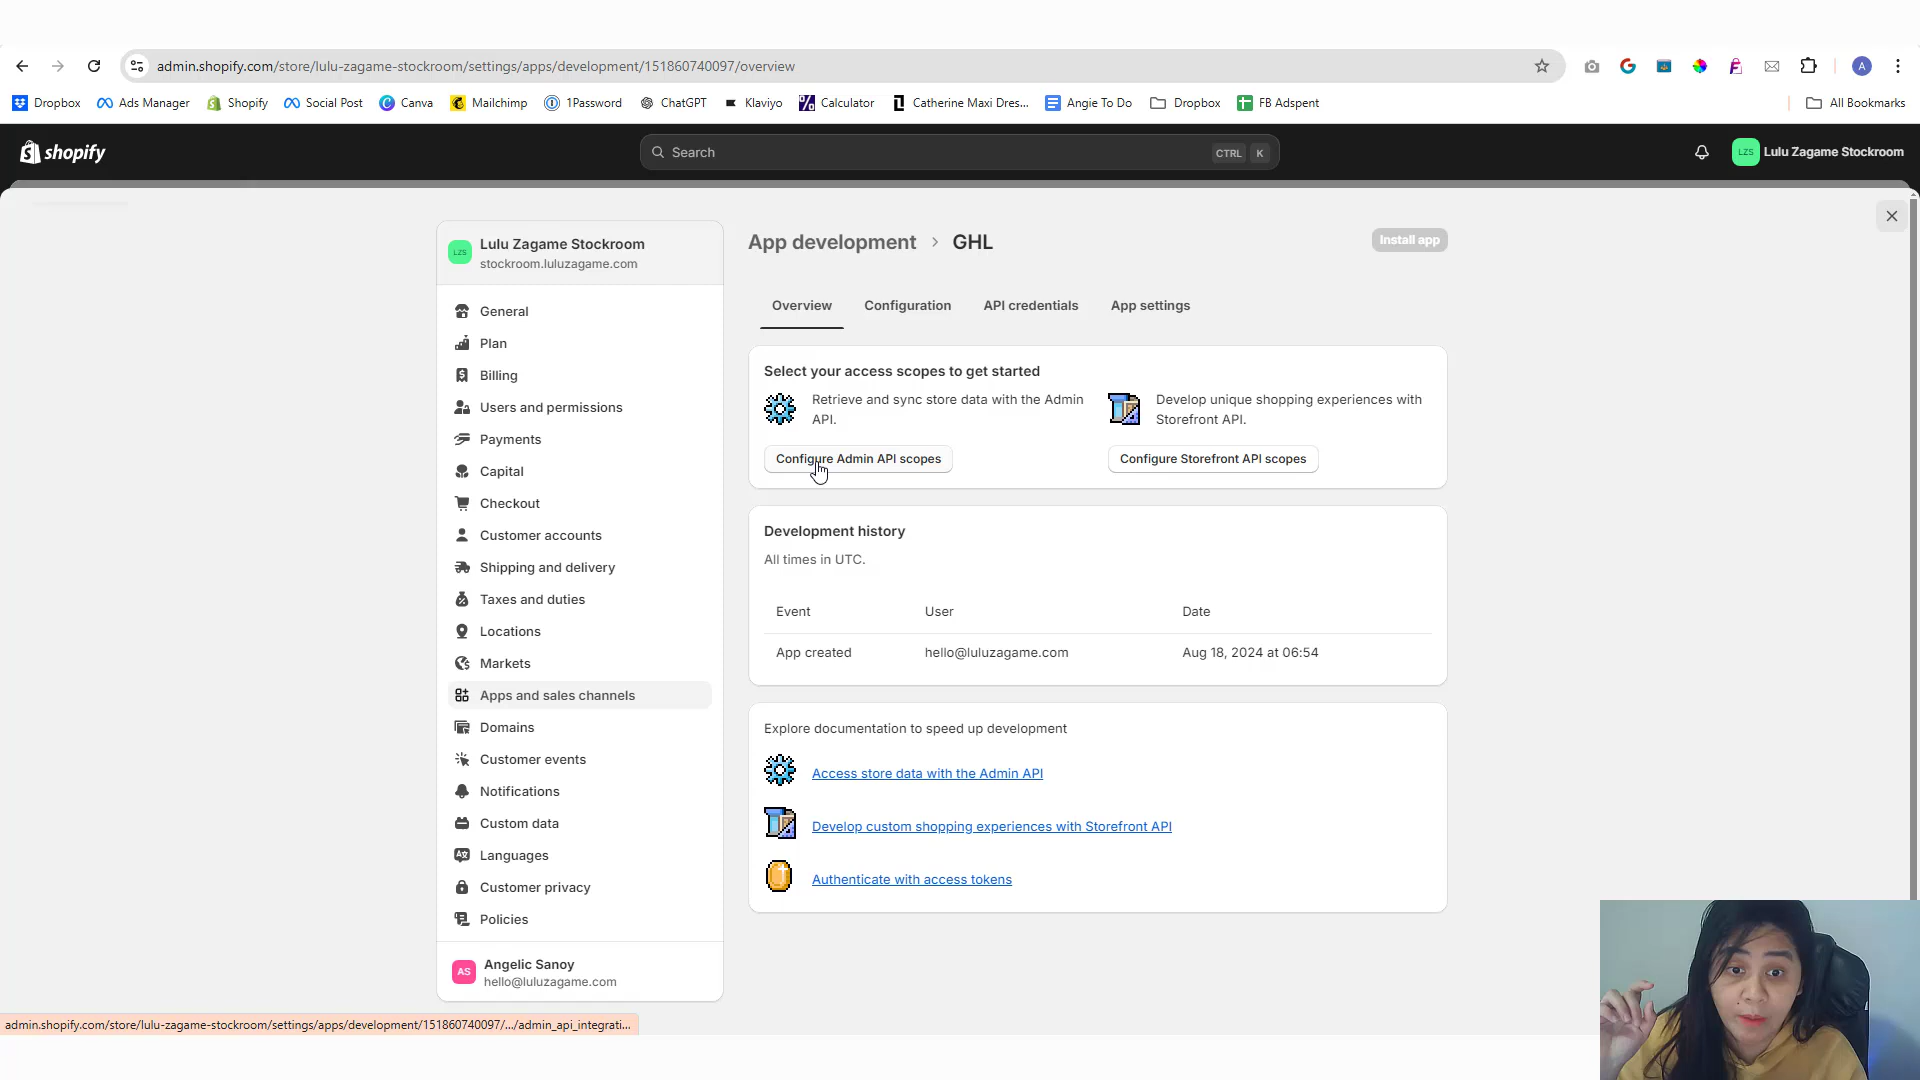 admin.shopify.com/store/lulu-zagame-stockroom/settings/apps/development/151860740097/overview
Dropbox
Ads Manager
Shopify
Social Post
Canva
Mailchimp
1Password
ChatGPT
Klaviyo
Calculator
Catherine Maxi Dres...
Angie To Do
Dropbox
FB Adspent
All Bookmarks
shopify
Search
CTRL K
LZS
Lulu Zagame Stockroom
LZS
Lulu Zagame Stockroom
stockroom.luluzagame.com
General
Plan
Billing
Users and permissions
Payments
Capital
Checkout
Customer accounts
Shipping and delivery
Taxes and duties
Locations
Markets
Apps and sales channels
Domains
Customer events
Notifications
Custom data
Languages
Customer privacy
Policies
AS
Angelic Sanoy
hello@luluzagame.com
App development › GHL
Install app
Overview
Configuration
API credentials
App settings
Select your access scopes to get started
Retrieve and sync store data with the Admin
API.
Configure Admin API scopes
Develop unique shopping experiences with
Storefront API.
Configure Storefront API scopes
Development history
All times in UTC.
Event User Date
App created hello@luluzagame.com Aug 18, 2024 at 06:54
Explore documentation to speed up development
Access store data with the Admin API
Develop custom shopping experiences with Storefront API
Authenticate with access tokens
admin.shopify.com/store/lulu-zagame-stockroom/settings/apps/development/151860740097/.../admin_api_integrati...
A